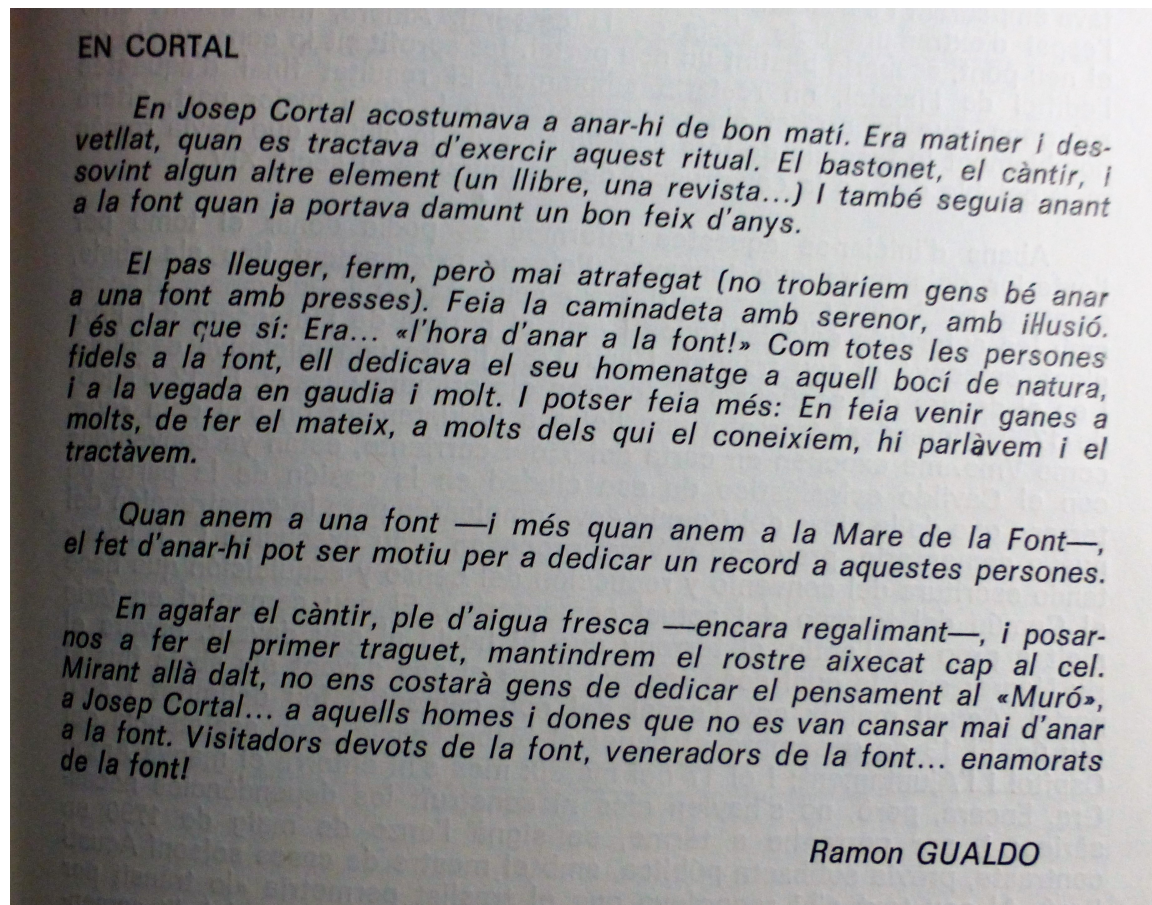 EN CORTAL
En Josep Cortal acostumava a anar-hi de bon matí. Era matiner i des-
vetllat, quan es tractava d'exercir aquest ritual. El bastonet, el càntir, i
sovint algun altre element (un llibre, una revista...) I també seguia anant
a la font quan ja portava damunt un bon feix d'anys.
El pas lleuger, ferm, però mai atrafegat (no trobaríem gens bé anar
a una font amb presses). Feia la caminadeta amb serenor, amb iŀlusió.
I és clar que sí: Era... «l'hora d'anar a la font!» Com totes les persones
fidels a la font, ell dedicava el seu homenatge a aquell bocí de natura,
i a la vegada en gaudia i molt. I potser feia més: En feia venir ganes a
molts, de fer el mateix, a molts dels qui el coneixíem, hi parlàvem i el
tractàvem.
Quan anem a una font —i més quan anem a la Mare de la Font—,
el fet d'anar-hi pot ser motiu per a dedicar un record a aquestes persones.
En agafar el càntir, ple d'aigua fresca —encara regalimant—, i posar-
nos a fer el primer traguet, mantindrem el rostre aixecat cap al cel.
Mirant allà dalt, no ens costarà gens de dedicar el pensament al «Muró»,
a Josep Cortal... a aquells homes i dones que no es van cansar mai d'anar
a la font. Visitadors devots de la font, veneradors de la font... enamorats
de la font!
Ramon GUALDO